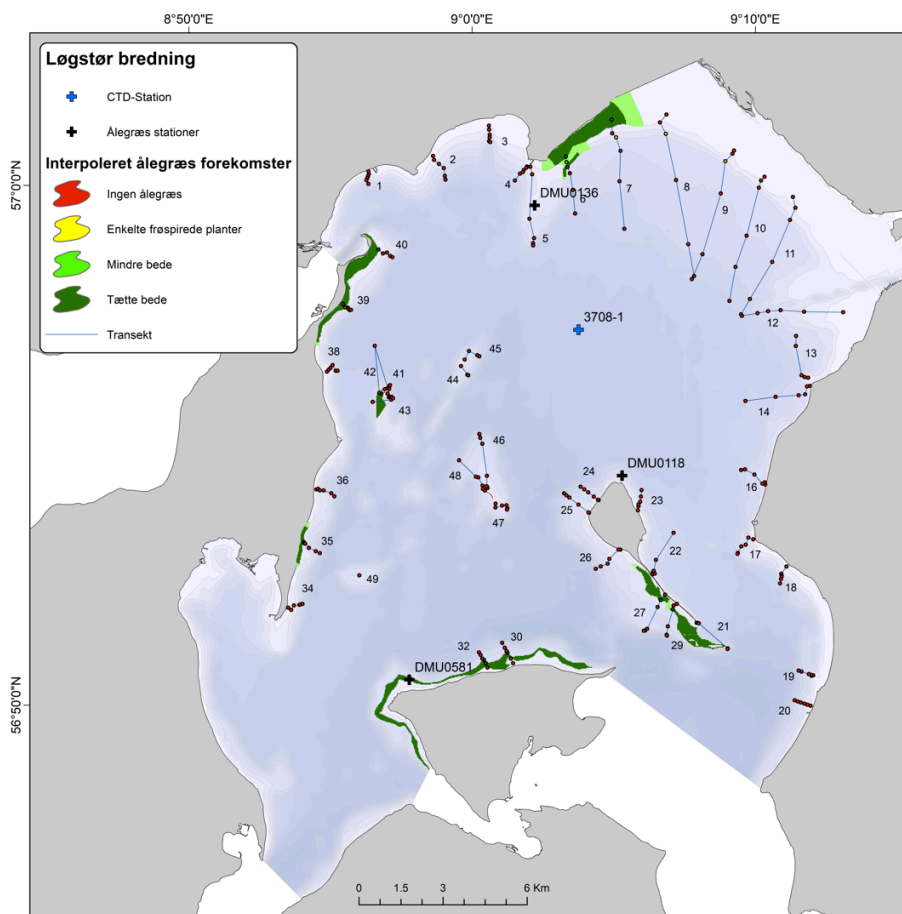 8°50'0"E
9°0'0"E
9°10'0"E
Løgstør bredning
CTD-Station
Ålegræs stationer
Interpoleret ålegræs forekomster
Ingen ålegræs
Enkelte frøspirede planter
Mindre bede
Tætte bede
Transekt
57°0'0"N
56°50'0"N
1
2
3
4
DMU0136
5
6
7
8
9
10
11
12
13
14
3708-1
40
39
38
42
41
43
45
44
46
48
47
36
35
34
49
DMU0118
24
25
23
26
22
27
29
21
16
17
18
19
20
32
30
DMU0581
0 1.5 3 6 Km